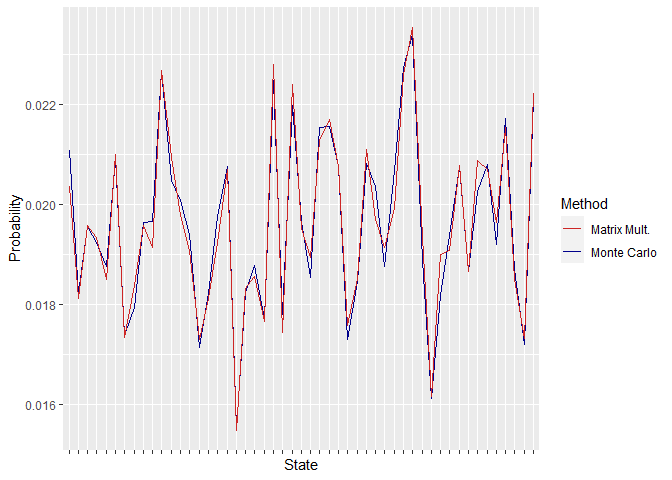 Probability
0.022
0.020
0.018
0.016
State
Method
Matrix Mult.
Monte Carlo